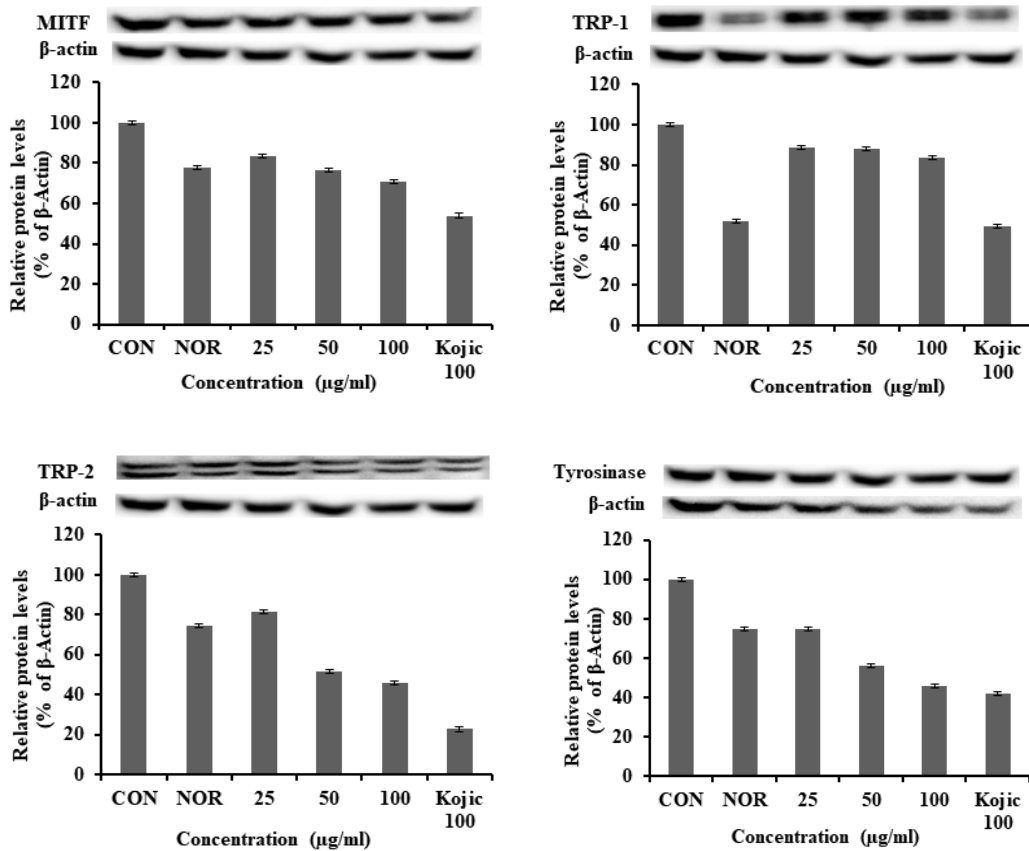 MITF
β-actin
120
100
80
60
40
20
0
Relative protein levels
(% of β-Actin)
CON NOR 25 50 100 Kojic
100
Concentration (µg/ml)
TRP-1
β-actin
120
100
80
60
40
20
0
Relative protein levels
(% of β-Actin)
CON NOR 25 50 100 Kojic
100
Concentration (µg/ml)
TRP-2
β-actin
120
100
80
60
40
20
0
Relative protein levels
(% of β-Actin)
CON NOR 25 50 100 Kojic
100
Concentration (µg/ml)
Tyrosinase
β-actin
120
100
80
60
40
20
0
Relative protein levels
(% of β-Actin)
CON NOR 25 50 100 Kojic
100
Concentration (µg/ml)